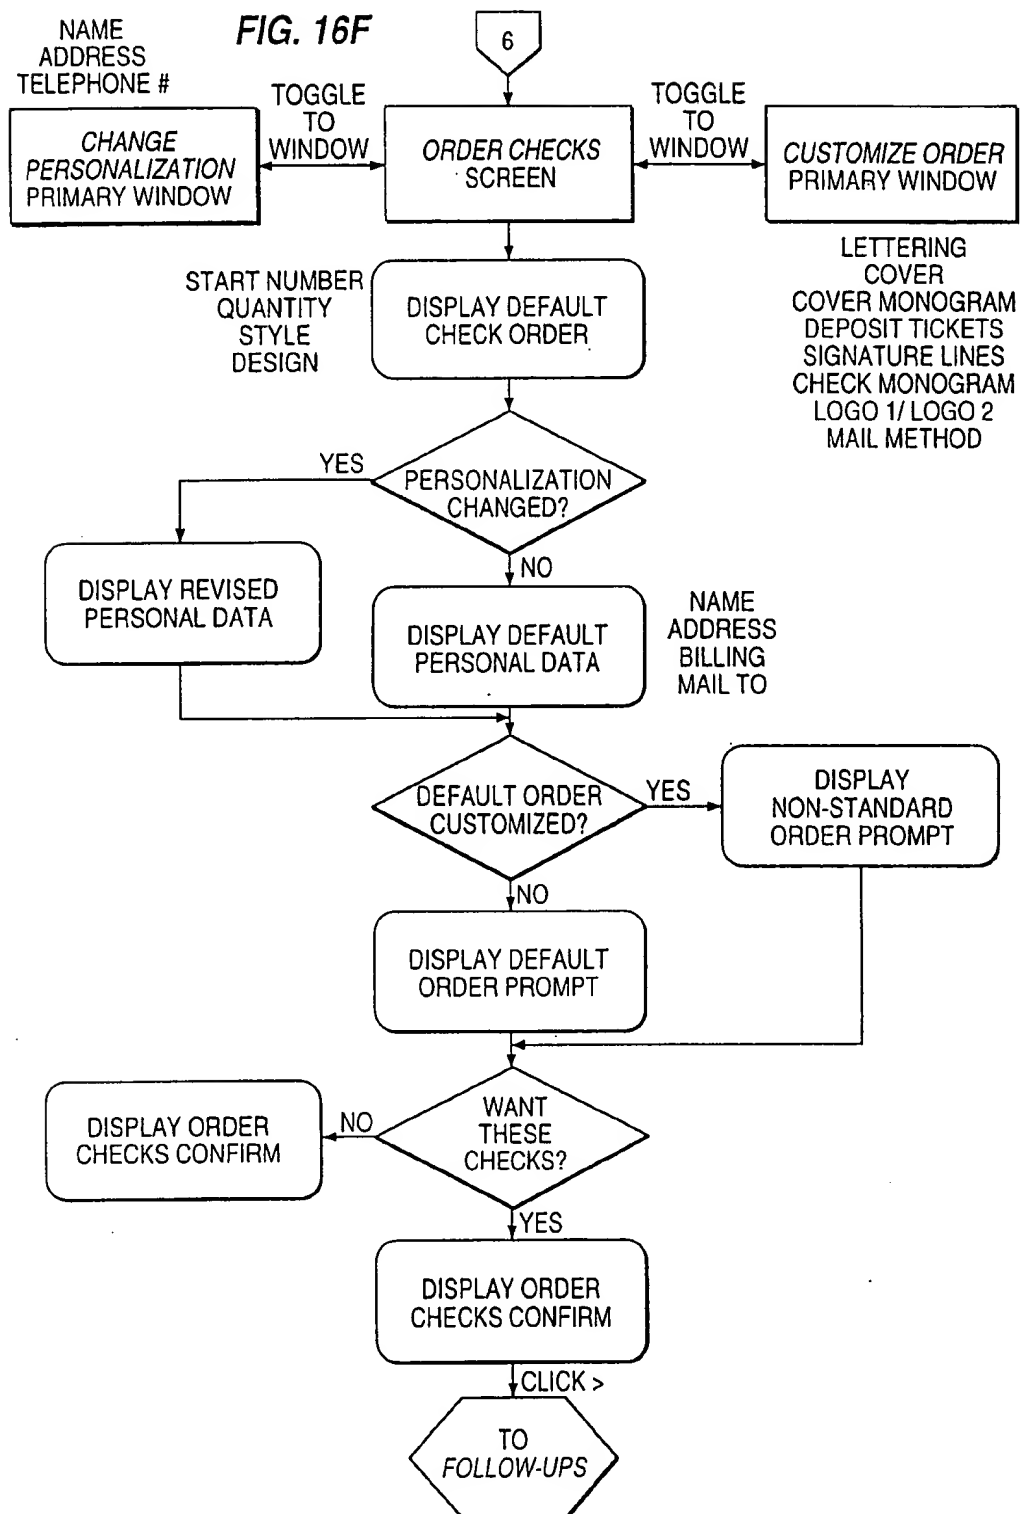 FIG. 16F
6
NAME
ADDRESS
TELEPHONE #
CHANGE
PERSONALIZATION
PRIMARY WINDOW
TOGGLE
TO
WINDOW
ORDER CHECKS
SCREEN
TOGGLE
TO
WINDOW
CUSTOMIZE ORDER
PRIMARY WINDOW
LETTERING
COVER
COVER MONOGRAM
DEPOSIT TICKETS
SIGNATURE LINES
CHECK MONOGRAM
LOGO 1/ LOGO 2
MAIL METHOD
START NUMBER
QUANTITY
STYLE
DESIGN
DISPLAY DEFAULT
CHECK ORDER
PERSONALIZATION
CHANGED?
YES
NO
DISPLAY REVISED
PERSONAL DATA
DISPLAY DEFAULT
PERSONAL DATA
NAME
ADDRESS
BILLING
MAIL TO
DEFAULT ORDER
CUSTOMIZED?
YES
DISPLAY
NON-STANDARD
ORDER PROMPT
NO
DISPLAY DEFAULT
ORDER PROMPT
WANT
THESE
CHECKS?
NO
DISPLAY ORDER
CHECKS CONFIRM
YES
DISPLAY ORDER
CHECKS CONFIRM
CLICK >
TO
FOLLOW-UPS